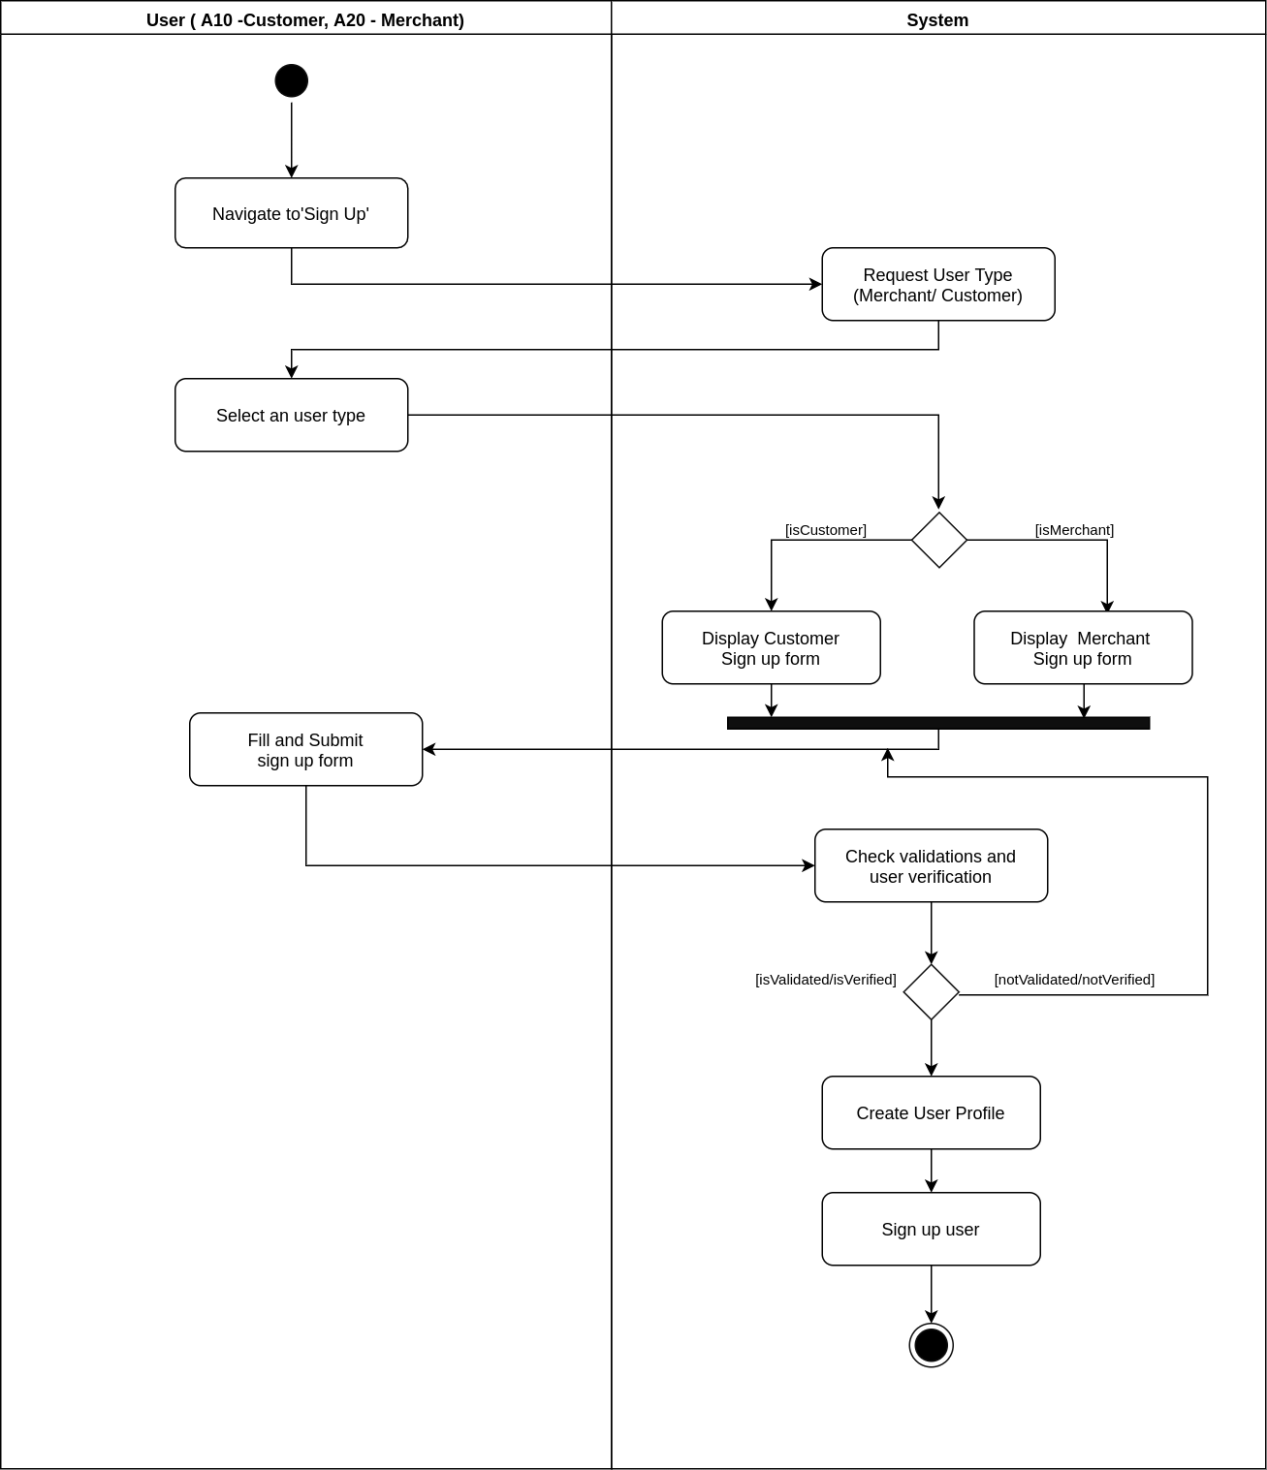 User ( A10 -Customer, A20 - Merchant)
System
Navigate to'Sign Up'
Request User Type
(Merchant/ Customer)
Select an user type
[isCustomer]
[isMerchant]
Display Customer
Sign up form
Display  Merchant
Sign up form
Fill and Submit
sign up form
Check validations and
user verification
[isValidated/isVerified]
[notValidated/notVerified]
Create User Profile
Sign up user